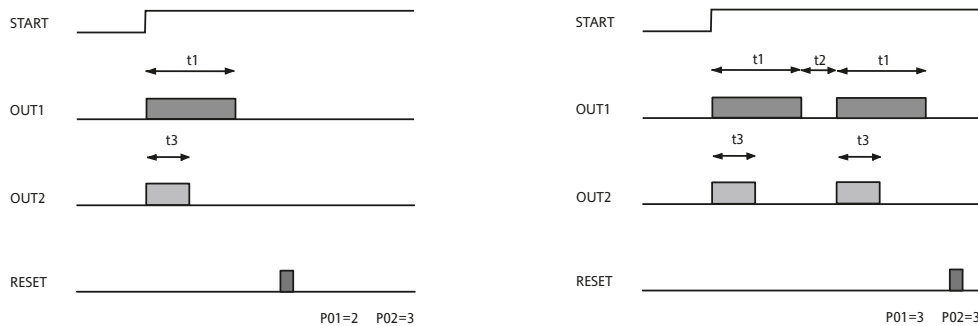 START
t1
OUT1
t3
OUT2
RESET
P01=2 P02=3
START
t1 t2 t1
OUT1
t3 t3
OUT2
RESET
P01=3 P02=3